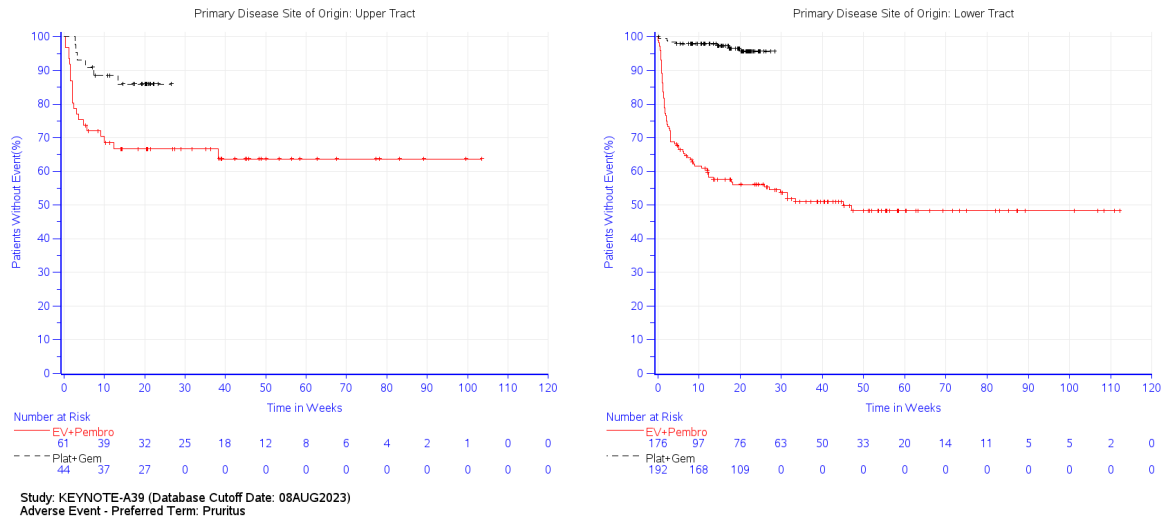 Primary Disease Site of Origin: Upper Tract
Patients Without Event(%)
100
90
80
70
60
50
40
30
20
10
0
0 10 20 30 40 50 60 70 80 90 100 110 120
Time in Weeks
Number at Risk
EV+Pembro
61 39 32 25 18 12 8 6 4 2 1 0 0
Plat+Gem
44 37 27 0 0 0 0 0 0 0 0 0 0
Primary Disease Site of Origin: Lower Tract
Patients Without Event(%)
100
90
80
70
60
50
40
30
20
10
0
0 10 20 30 40 50 60 70 80 90 100 110 120
Time in Weeks
Number at Risk
EV+Pembro
176 97 76 63 50 33 20 14 11 5 5 2 0
Plat+Gem
192 168 109 0 0 0 0 0 0 0 0 0 0
Study: KEYNOTE-A39 (Database Cutoff Date: 08AUG2023)
Adverse Event - Preferred Term: Pruritus